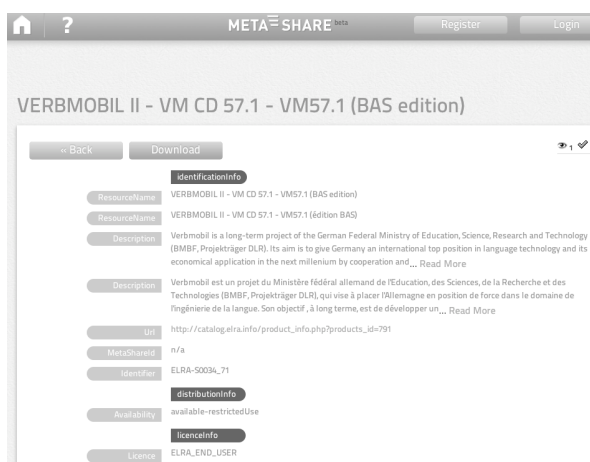 ? META SHARE beta Register Login
VERBMOBIL II - VM CD 57.1 - VM57.1 (BAS edition)
« Back Download 1
identificationInfo
ResourceName VERBMOBIL II - VM CD 57.1 - VM57.1 (BAS edition)
ResourceName VERBMOBIL II - VM CD 57.1 - VM57.1 (édition BAS)
Description Verbmobil is a long-term project of the German Federal Ministry of Education, Science, Research and Technology
(BMBF, Projekträger DLR). Its aim is to give Germany an international top position in language technology and its
economical application in the next millenium by cooperation and... Read More
Description Verbmobil est un projet du Ministère fédéral allemand de l'Education, des Sciences, de la Recherche et des
Technologies (BMBF, Projekträger DLR), qui vise à placer l'Allemagne en position de force dans le domaine de
l'ingénierie de la langue. Son objectif , à long terme, est de développer un... Read More
Url http://catalog.elra.info/product_info.php?products_id=791
MetaShareId n/a
Identifier ELRA-S0034_71
distributionInfo
Availability available-restrictedUse
licenceInfo
Licence ELRA_END_USER